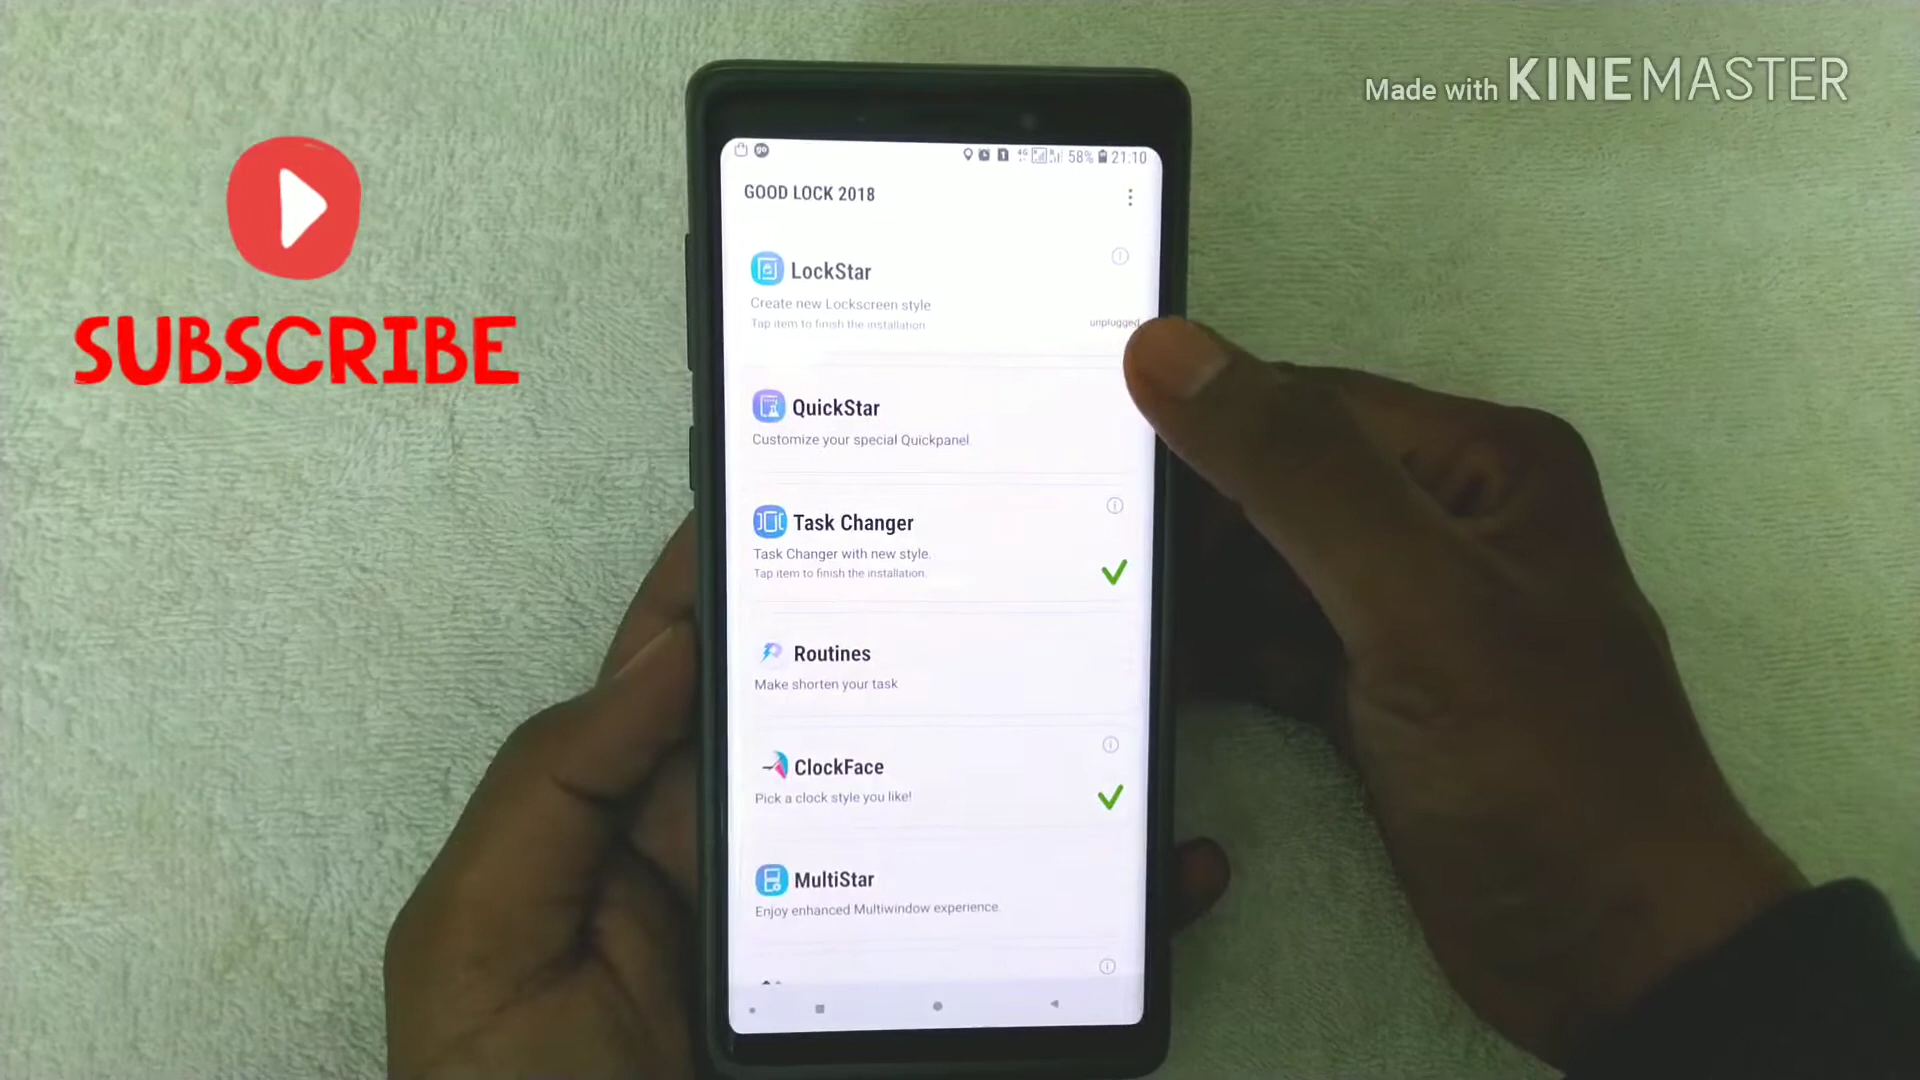 Made with KINEMASTER
SUBSCRIBE
go
4G 58% 21:10
GOOD LOCK 2018
LockStar
Create new Lockscreen style
Tap item to finish the installation.
unplugged
QuickStar
Customize your special Quickpanel
Task Changer
Task Changer with new style.
Tap item to finish the installation.
Routines
Make shorten your task
ClockFace
Pick a clock style you like!
MultiStar
Enjoy enhanced Multiwindow experience.